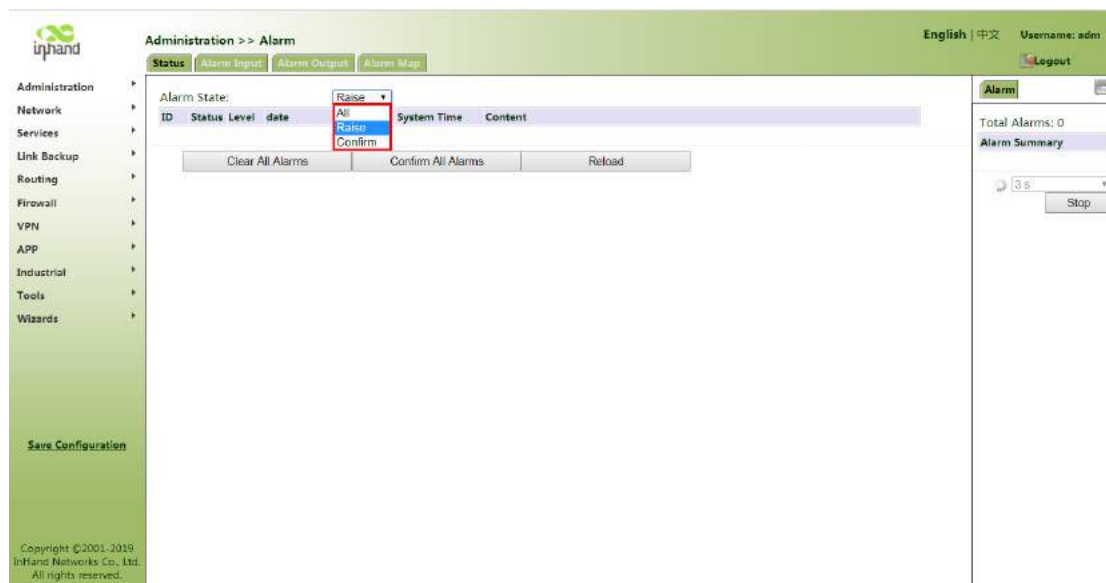 inhand
Administration >> Alarm
English | 中文 Username: adm
Logout
Status Alarm Input Alarm Output Alarm Map
Administration
Network
Services
Link Backup
Routing
Firewall
VPN
APP
Industrial
Tools
Wizards
Save Configuration
Copyright ©2001-2019
InHand Networks Co., Ltd.
All rights reserved.
Alarm State: Raise
All
Raise
Confirm
ID Status Level date System Time Content
Clear All Alarms Confirm All Alarms Reload
Alarm
Total Alarms: 0
Alarm Summary
3 s
Stop